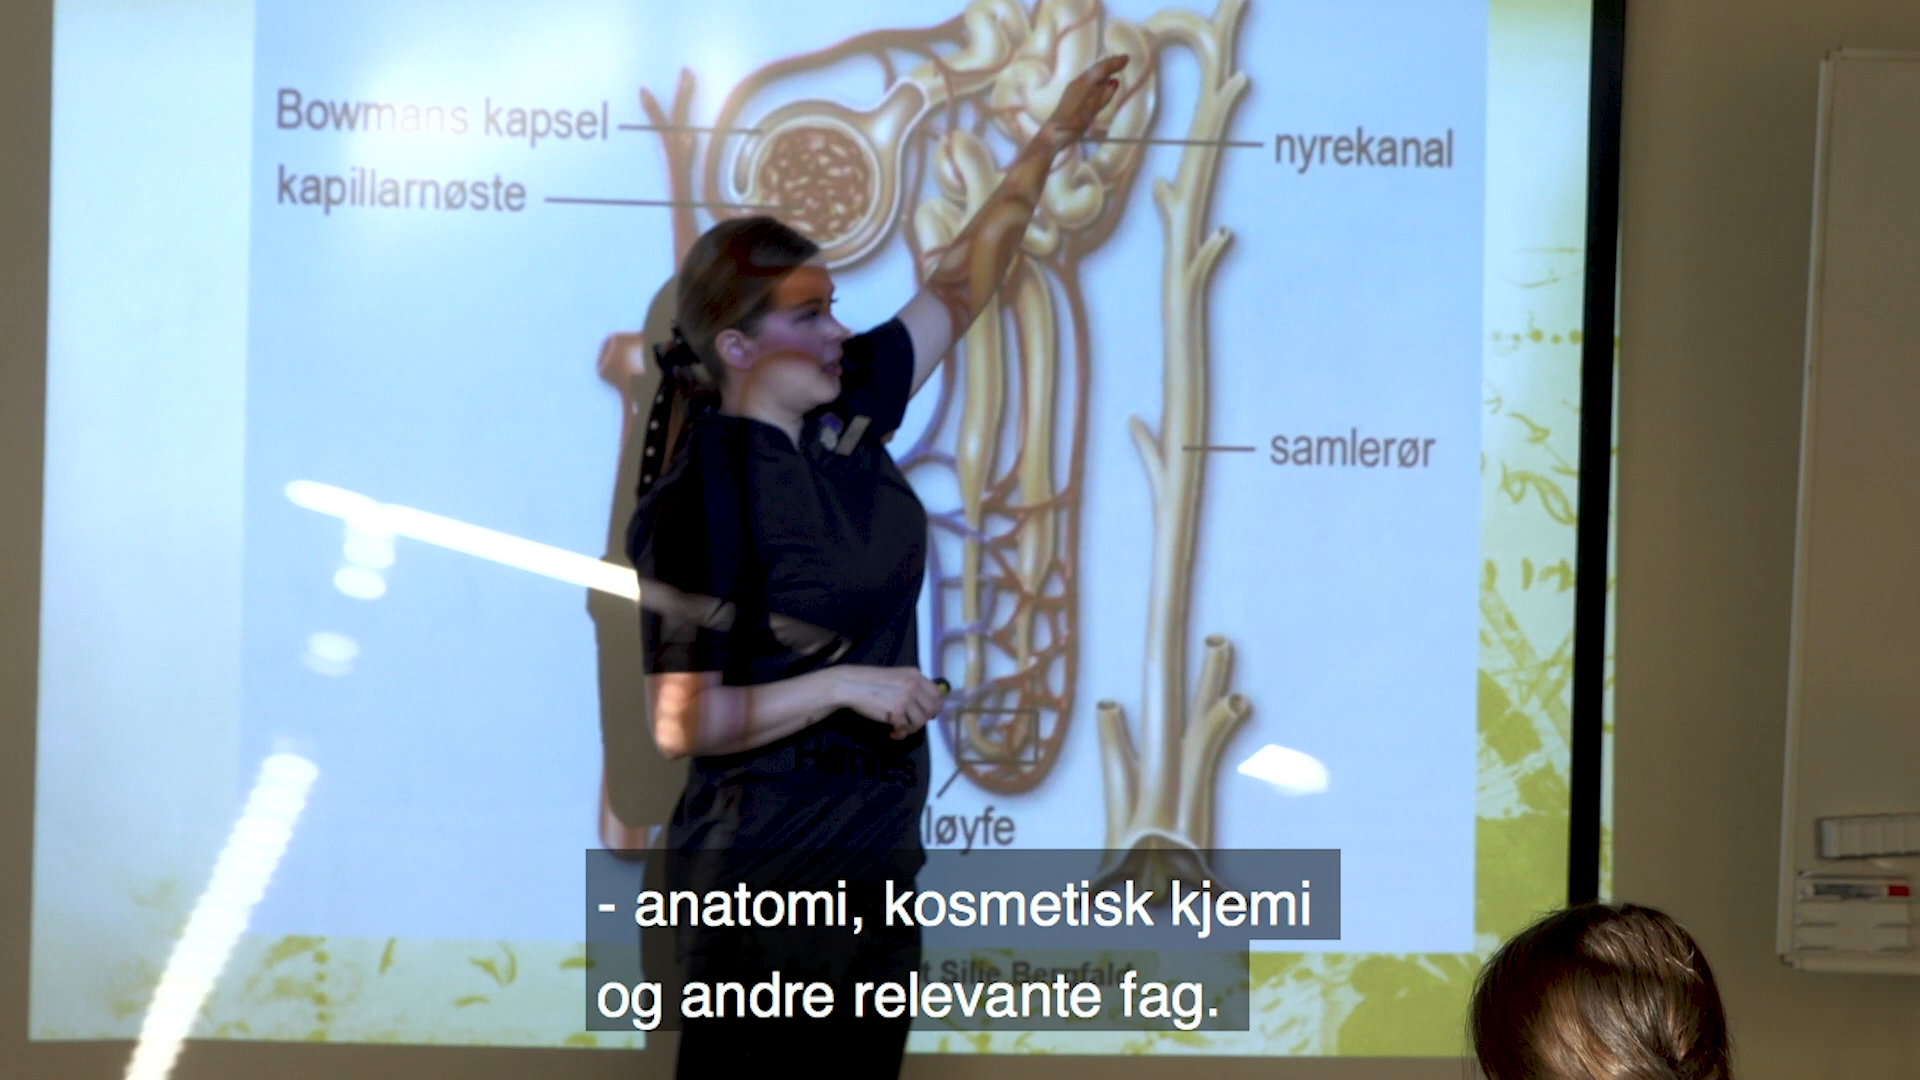 Bowmans kapsel
kapillarnøste
nyrekanal
samlerør
løyfe
- anatomi, kosmetisk kjemi
og andre relevante fag.